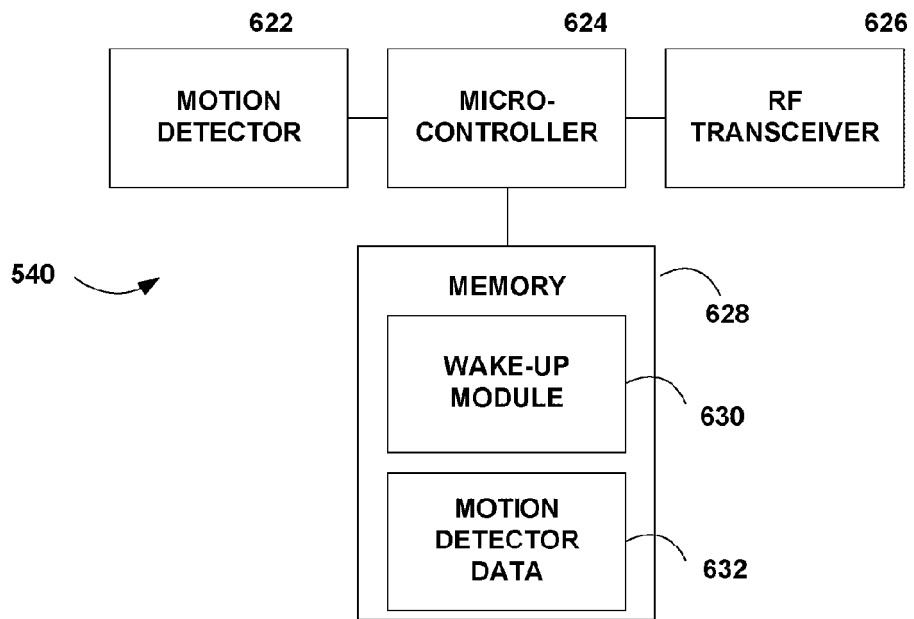 622
624
626
MOTION
DETECTOR
MICRO-
CONTROLLER
RF
TRANSCEIVER
540
MEMORY
628
WAKE-UP
MODULE
630
MOTION
DETECTOR
DATA
632